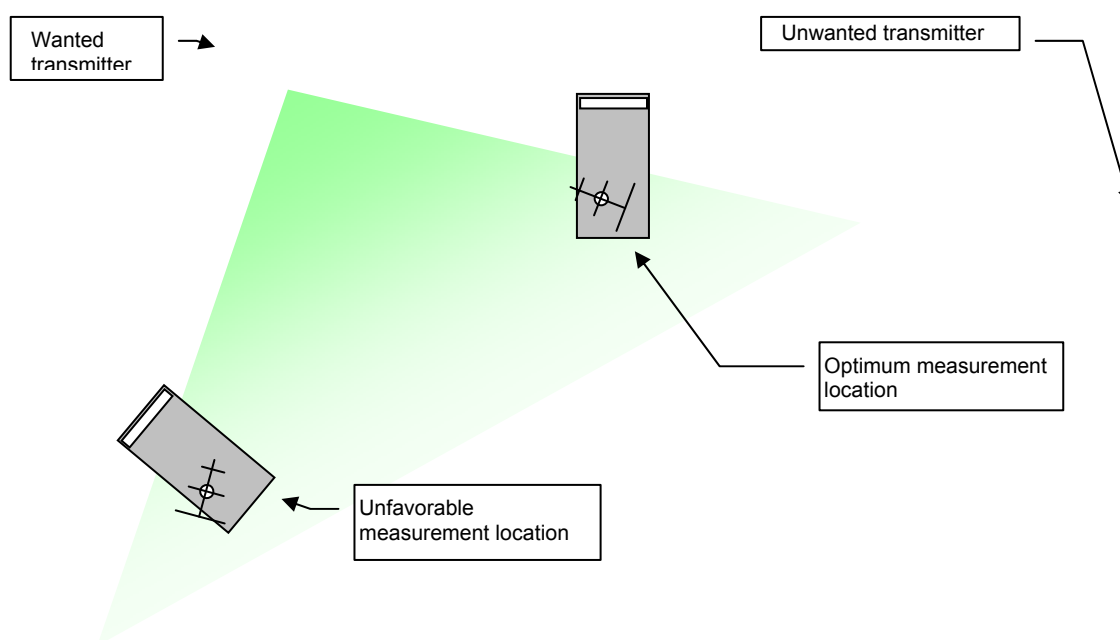 Wanted
transmitter
Unwanted transmitter
Optimum measurement
location
Unfavorable
measurement location